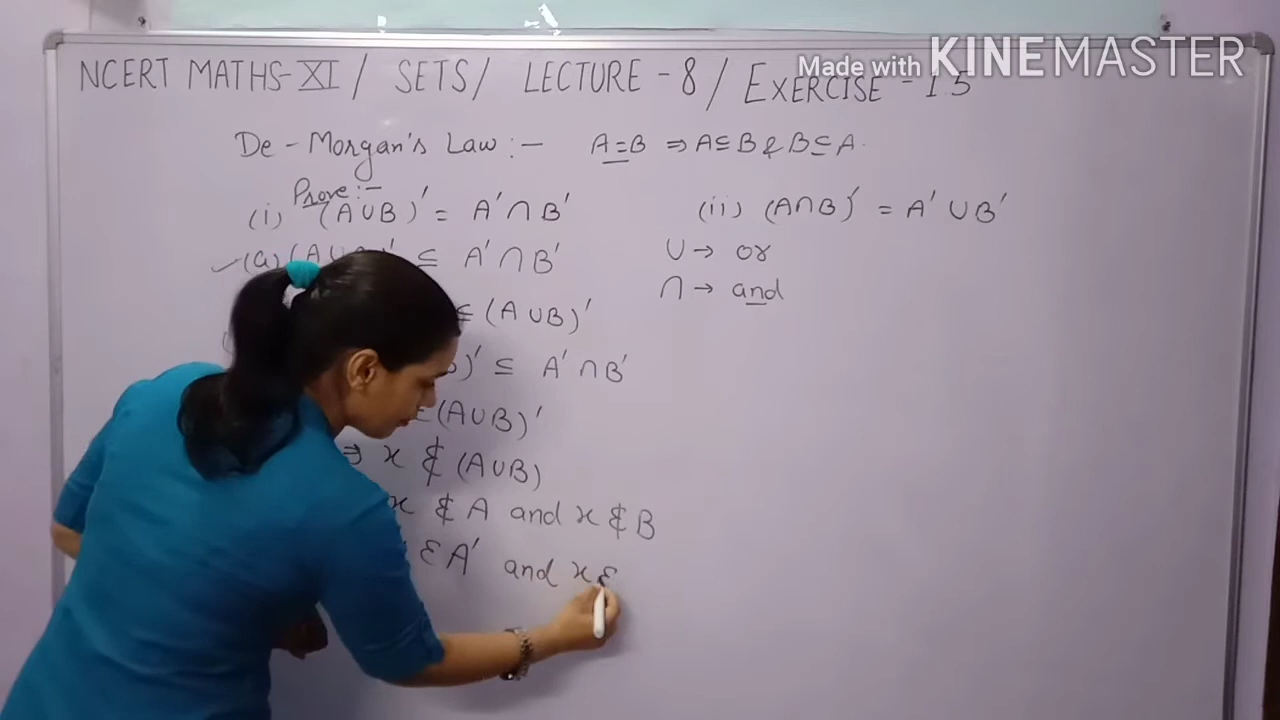 Made with KINEMASTER
NCERT MATHS-XI / SETS / LECTURE - 8 / EXERCISE - 1.5
De-Morgan's Law :- A=B ⇒ A⊆B & B⊆A.
Prove :-
(i) (A∪B)' = A'∩B'
(ii) (A∩B)' = A'∪B'
✓(a) (A∪ ' ⊆ A'∩B'
∪ → or
⊆ (A∪B)'
∩ → and
)' ⊆ A'∩B'
∈ (A∪B)'
⇒ x ∉ (A∪B)
x ∉ A and x ∉ B
∈ A' and x ∈